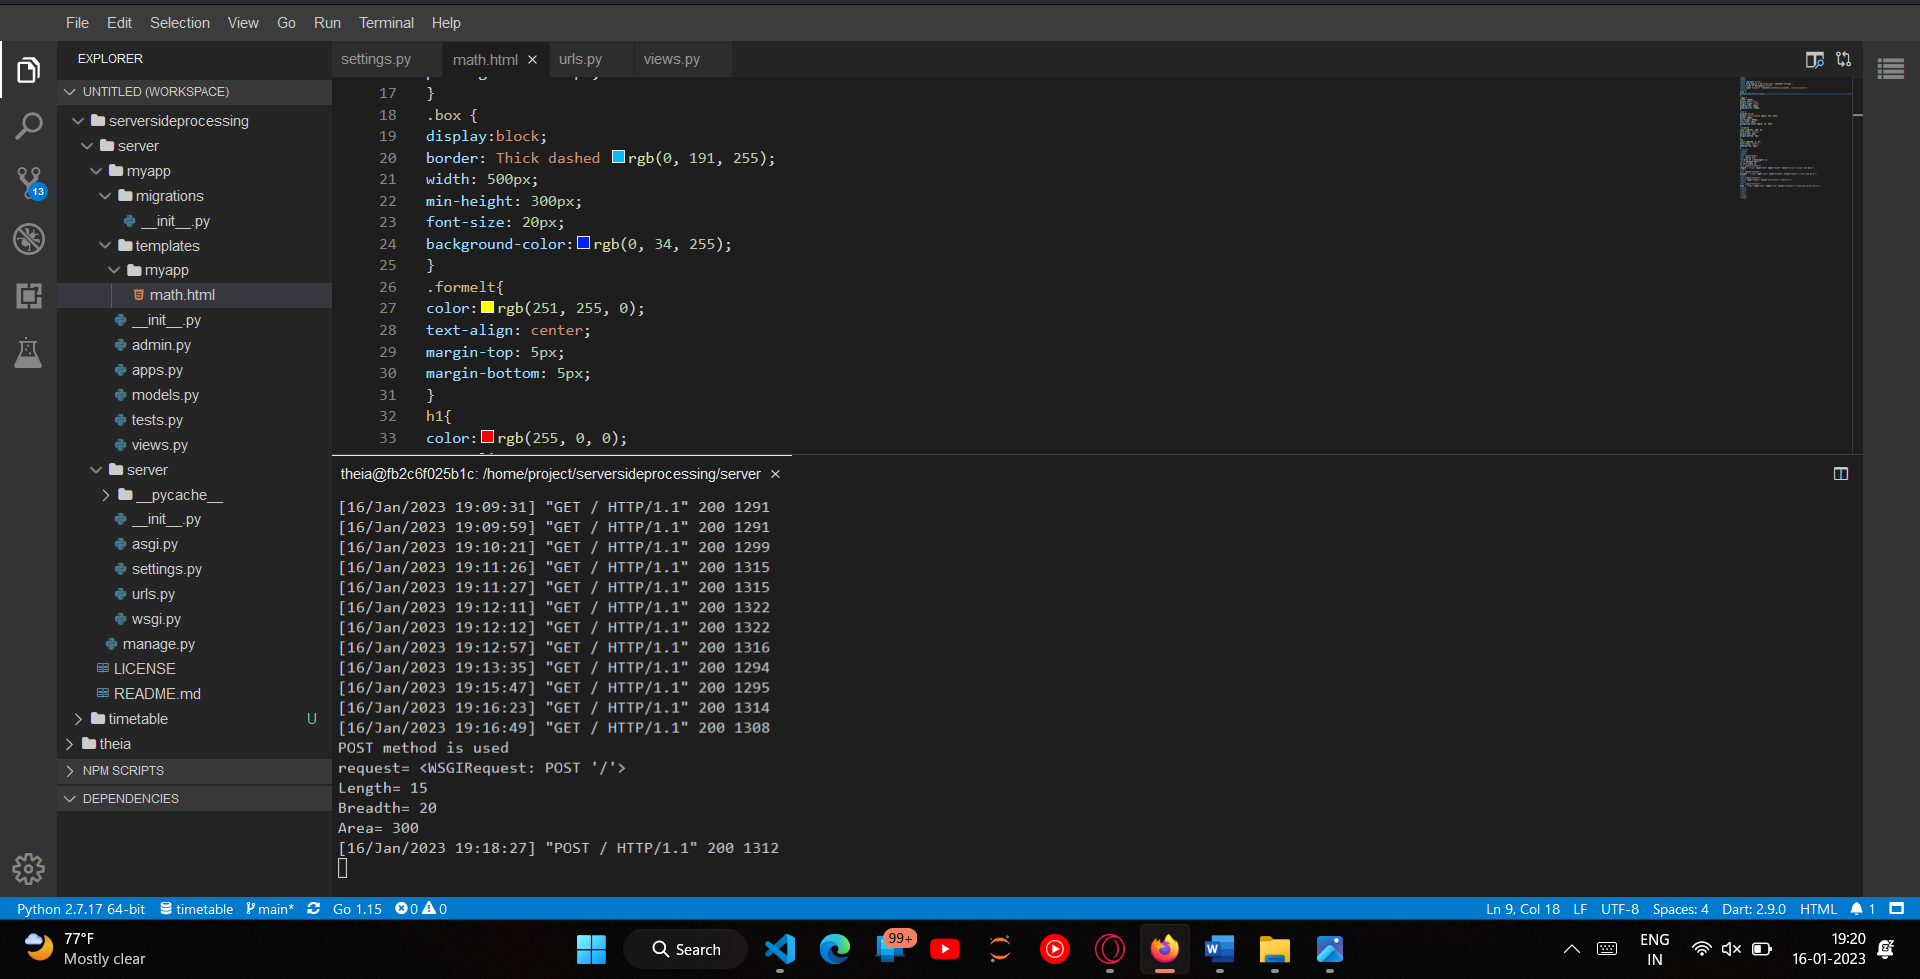 File Edit Selection View Go Run Terminal Help
EXPLORER
UNTITLED (WORKSPACE)
serversideprocessing
server
myapp
migrations
__init__.py
templates
myapp
math.html
__init__.py
admin.py
apps.py
models.py
tests.py
views.py
server
__pycache__
__init__.py
asgi.py
settings.py
urls.py
wsgi.py
manage.py
LICENSE
README.md
timetable U
theia
NPM SCRIPTS
DEPENDENCIES
13
settings.py math.html × urls.py views.py
17 }
18 .box {
19 display:block;
20 border: Thick dashed rgb(0, 191, 255);
21 width: 500px;
22 min-height: 300px;
23 font-size: 20px;
24 background-color: rgb(0, 34, 255);
25 }
26 .formelt{
27 color: rgb(251, 255, 0);
28 text-align: center;
29 margin-top: 5px;
30 margin-bottom: 5px;
31 }
32 h1{
33 color: rgb(255, 0, 0);
theia@fb2c6f025b1c: /home/project/serversideprocessing/server ×
[16/Jan/2023 19:09:31] "GET / HTTP/1.1" 200 1291
[16/Jan/2023 19:09:59] "GET / HTTP/1.1" 200 1291
[16/Jan/2023 19:10:21] "GET / HTTP/1.1" 200 1299
[16/Jan/2023 19:11:26] "GET / HTTP/1.1" 200 1315
[16/Jan/2023 19:11:27] "GET / HTTP/1.1" 200 1315
[16/Jan/2023 19:12:11] "GET / HTTP/1.1" 200 1322
[16/Jan/2023 19:12:12] "GET / HTTP/1.1" 200 1322
[16/Jan/2023 19:12:57] "GET / HTTP/1.1" 200 1316
[16/Jan/2023 19:13:35] "GET / HTTP/1.1" 200 1294
[16/Jan/2023 19:15:47] "GET / HTTP/1.1" 200 1295
[16/Jan/2023 19:16:23] "GET / HTTP/1.1" 200 1314
[16/Jan/2023 19:16:49] "GET / HTTP/1.1" 200 1308
POST method is used
request= <WSGIRequest: POST '/'>
Length= 15
Breadth= 20
Area= 300
[16/Jan/2023 19:18:27] "POST / HTTP/1.1" 200 1312
Python 2.7.17 64-bit timetable main* Go 1.15 0 0 Ln 9, Col 18 LF UTF-8 Spaces: 4 Dart: 2.9.0 HTML 1
77°F
Mostly clear
Search
99+
ENG
IN
19:20
16-01-2023